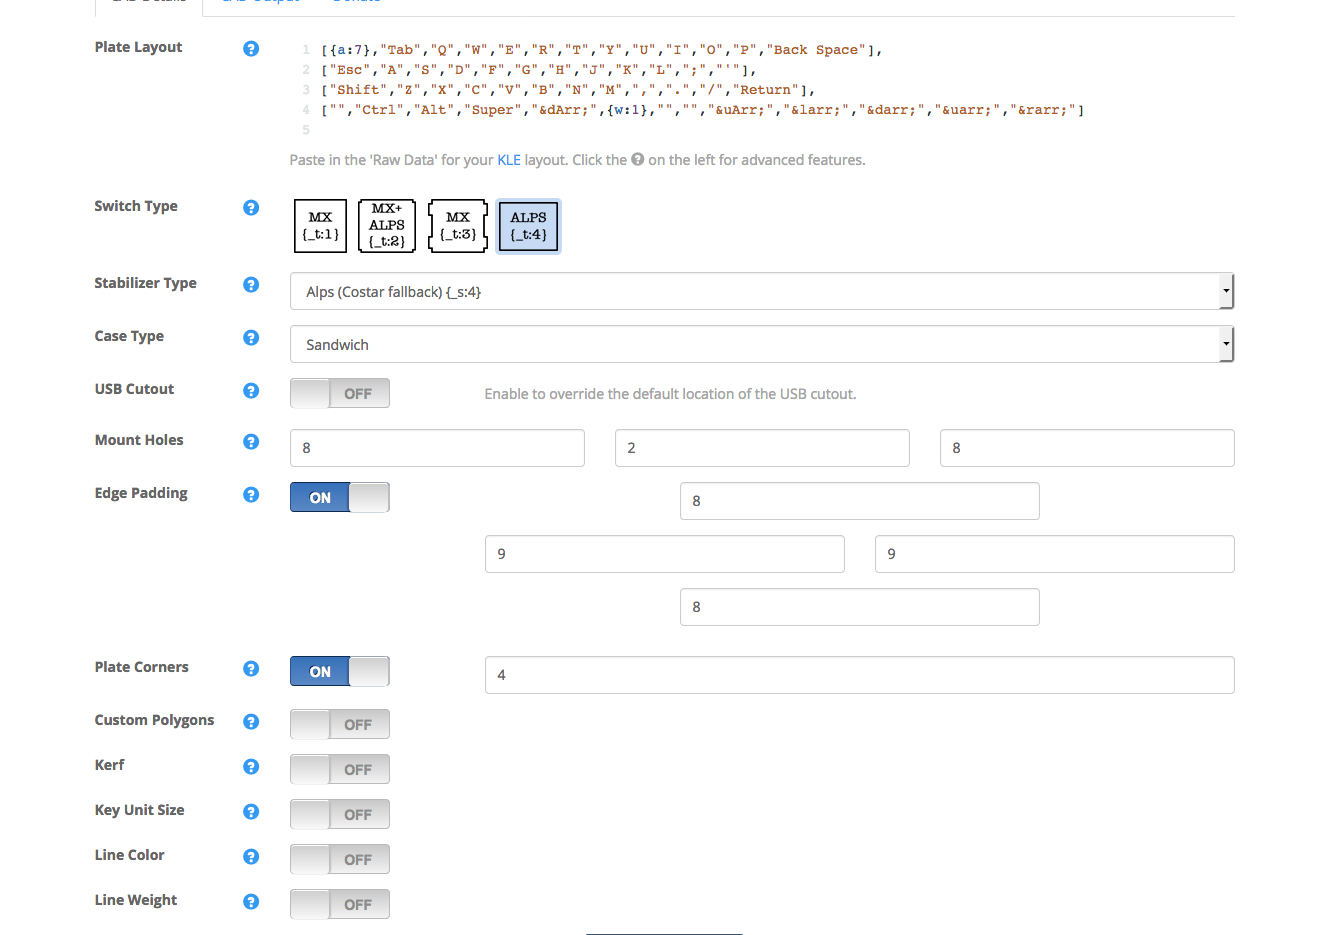 CAD Details CAD Output Donate
Plate Layout
1 [{a:7},"Tab","Q","W","E","R","T","Y","U","I","O","P","Back Space"],
2 ["Esc","A","S","D","F","G","H","J","K","L",";","'"],
3 ["Shift","Z","X","C","V","B","N","M",",",".","/","Return"],
4 ["","Ctrl","Alt","Super","&dArr;",{w:1},"","","&uArr;","&larr;","&darr;","&uarr;","&rarr;"]
5
Paste in the 'Raw Data' for your KLE layout. Click the ? on the left for advanced features.
Switch Type
MX {_t:1}
MX+ ALPS {_t:2}
MX {_t:3}
ALPS {_t:4}
Stabilizer Type
Alps (Costar fallback) {_s:4}
Case Type
Sandwich
USB Cutout
OFF
Enable to override the default location of the USB cutout.
Mount Holes
8 2 8
Edge Padding
ON
8
9 9
8
Plate Corners
ON
4
Custom Polygons
OFF
Kerf
OFF
Key Unit Size
OFF
Line Color
OFF
Line Weight
OFF